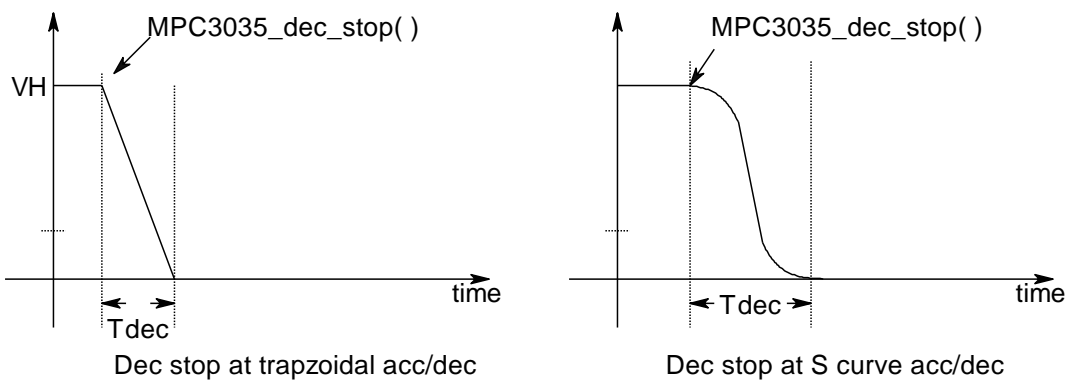 MPC3035_dec_stop( )
VH
time
Tdec
Dec stop at trapzoidal acc/dec
MPC3035_dec_stop( )
time
Tdec
Dec stop at S curve acc/dec